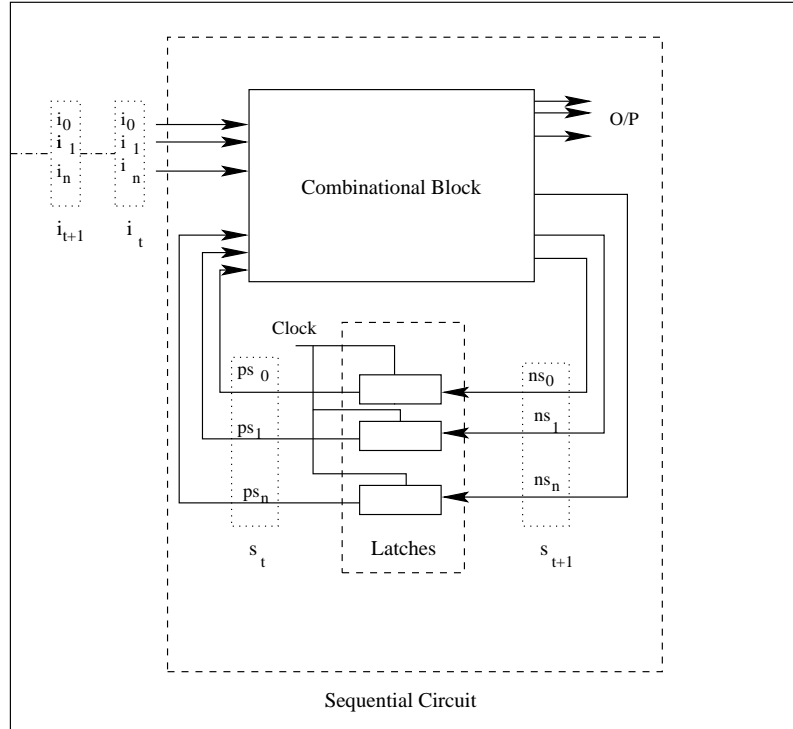 i0 i0
i1 i1
in in
it+1 it
O/P
Combinational Block
Clock
ps0 ns0
ps1 ns1
psn nsn
st Latches st+1
Sequential Circuit